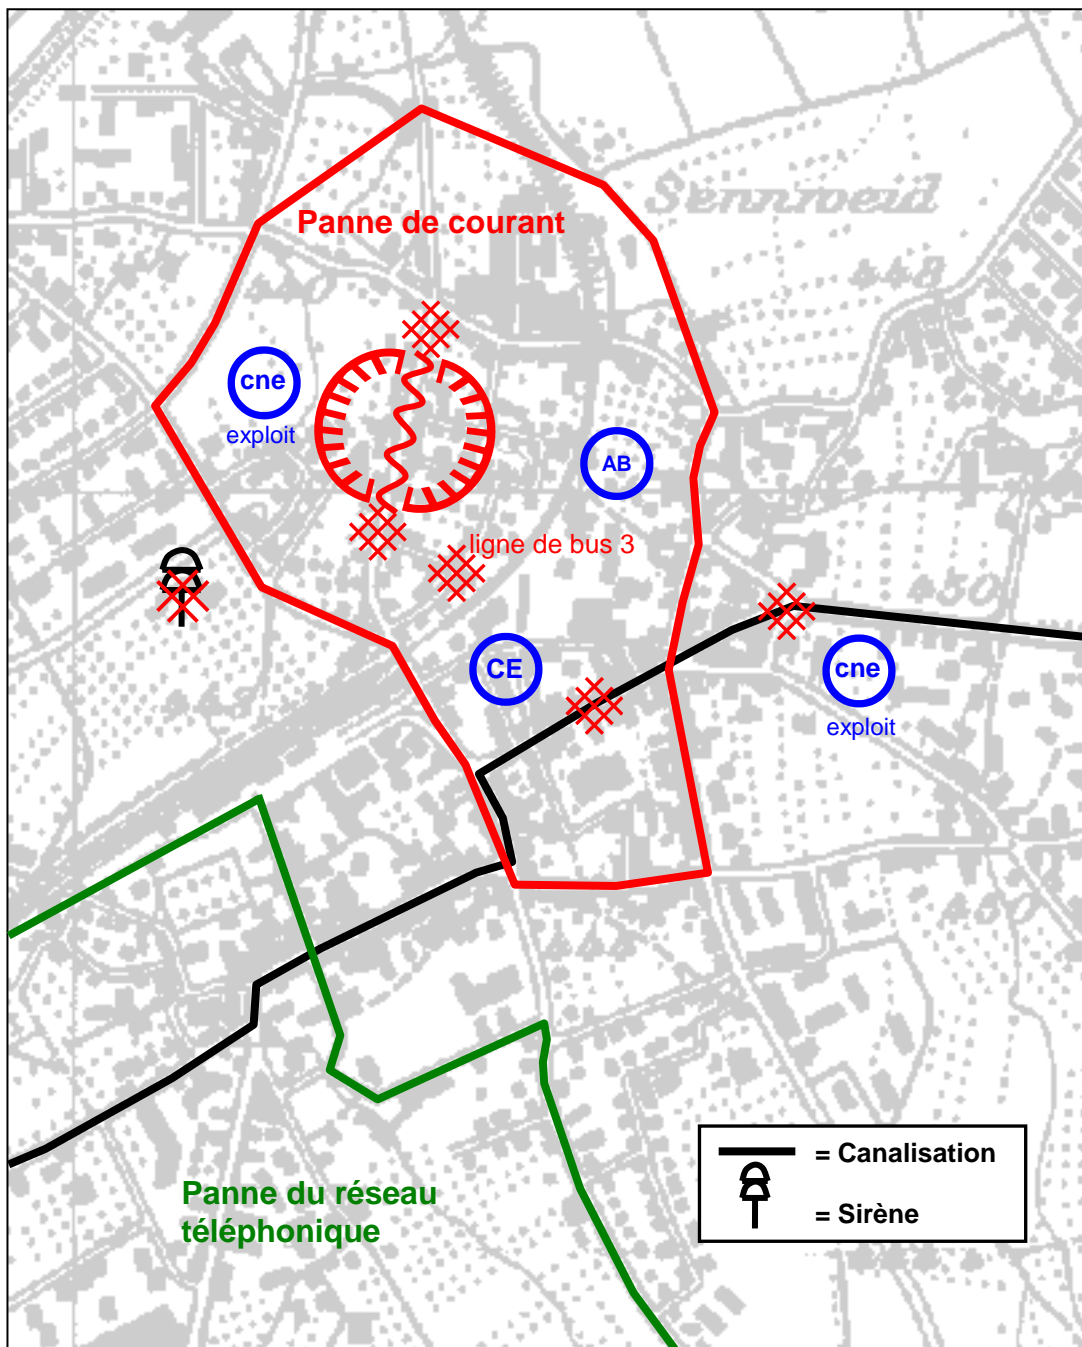 Panne de courant
cne
exploit
AB
ligne de bus 3
CE
cne
exploit
= Canalisation
= Sirène
Panne du réseau
téléphonique